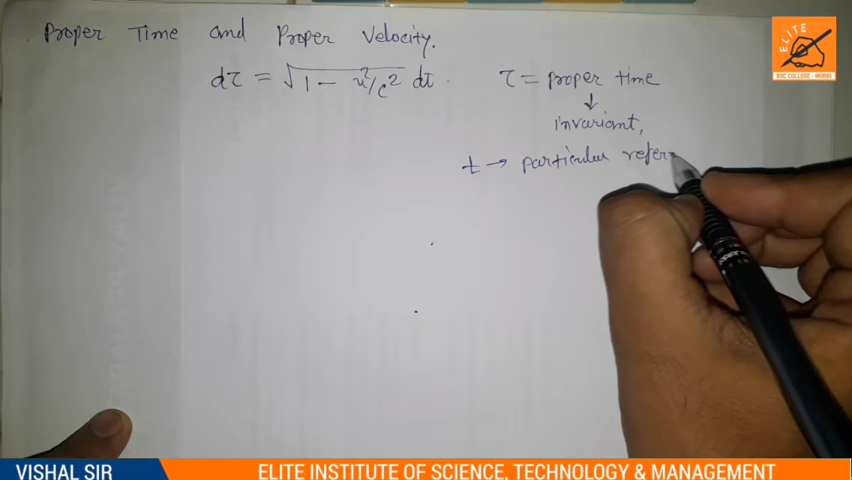 Proper Time and Proper Velocity.
dτ = √1 - u²/c² dt
τ = proper time
↓
invariant,
t → particular refer
ELITE
BSC COLLEGE - MORBI
VISHAL SIR
ELITE INSTITUTE OF SCIENCE, TECHNOLOGY & MANAGEMENT